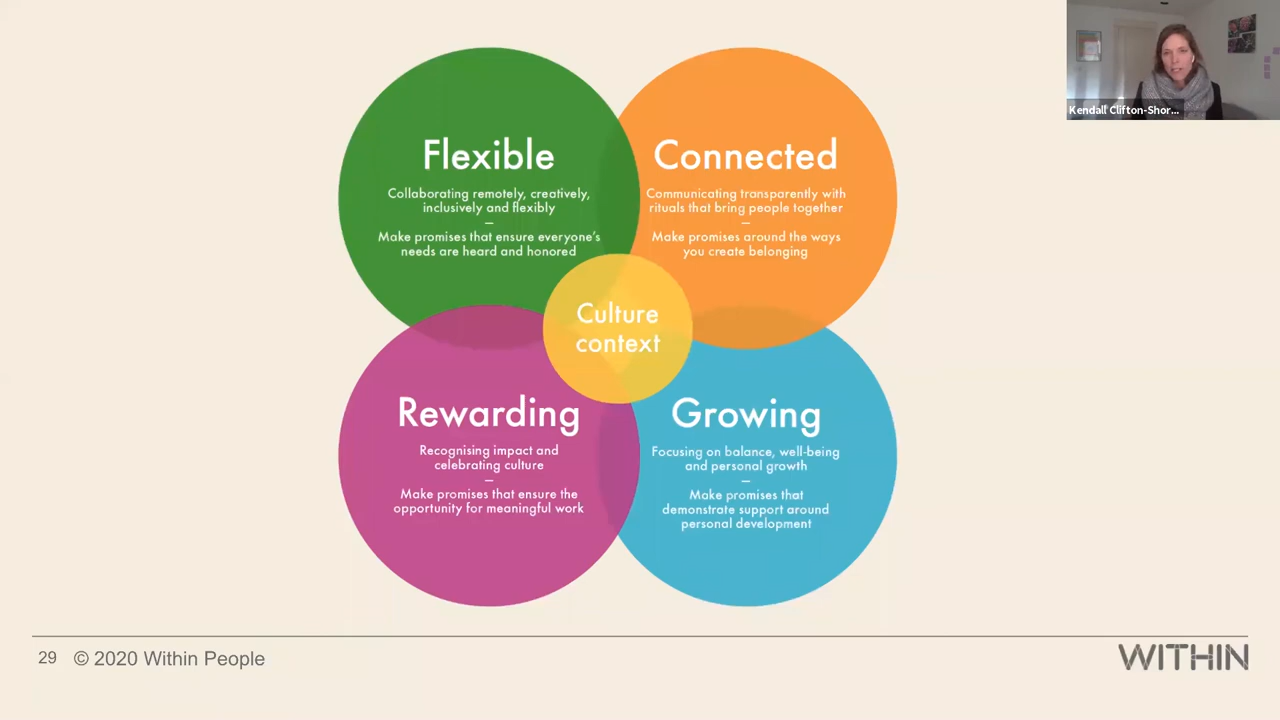 Kendall Clifton-Shor...
Flexible
Collaborating remotely, creatively,
inclusively and flexibly
–
Make promises that ensure everyone's
needs are heard and honored
Connected
Communicating transparently with
rituals that bring people together
–
Make promises around the ways
you create belonging
Culture
context
Rewarding
Recognising impact and
celebrating culture
–
Make promises that ensure the
opportunity for meaningful work
Growing
Focusing on balance, well-being
and personal growth
–
Make promises that
demonstrate support around
personal development
29 © 2020 Within People
WITHIN